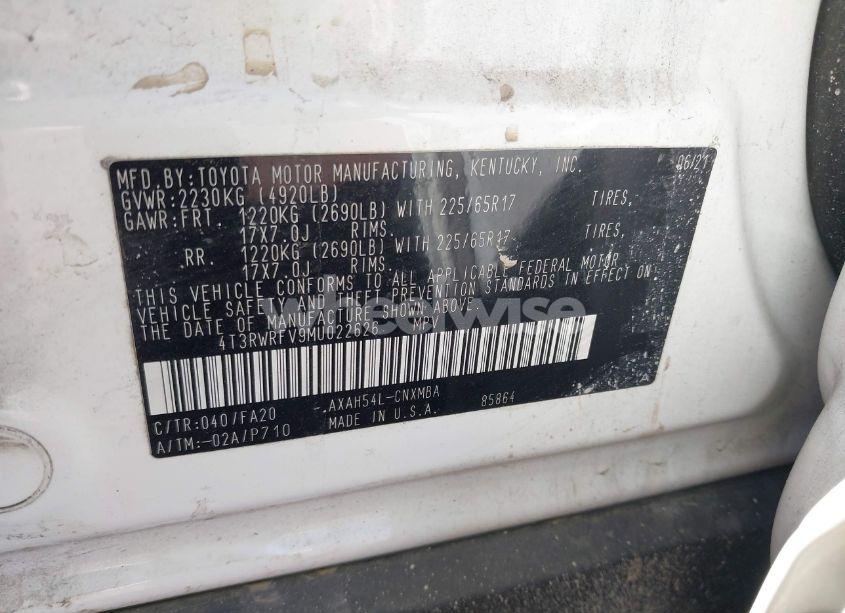 MFD.BY:TOYOTA MOTOR MANUFACTURING, KENTUCKY, INC. 06/21
GVWR:2230KG (4920LB)
GAWR:FRT. 1220KG (2690LB) WITH 225/65R17 TIRES,
17X7.0J RIMS.
RR. 1220KG (2690LB) WITH 225/65R17 TIRES,
17X7.0J RIMS.
THIS VEHICLE CONFORMS TO ALL APPLICABLE FEDERAL MOTOR
VEHICLE SAFETY AND THEFT PREVENTION STANDARDS IN EFFECT ON
THE DATE OF MANUFACTURE SHOWN ABOVE.
4T3RWRFV9MU022626 MPV
wheelwise
C/TR:040/FA20 AXAH54L-CNXMBA 85864
A/TM:-02A/P710 MADE IN U.S.A.